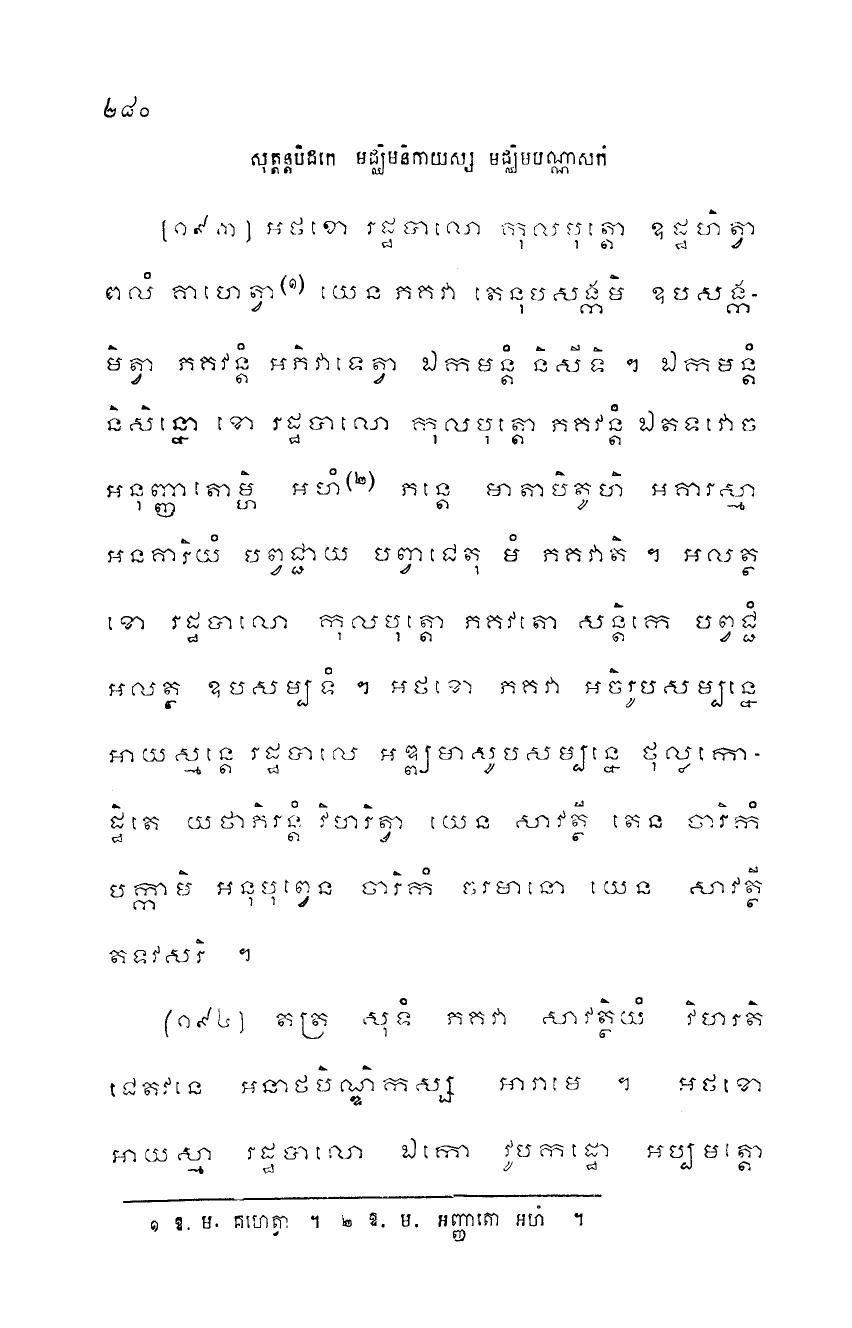 ២៨០
សុត្តន្តបិដកេ មជ្ឈិមនិកាយស្ស មជ្ឈិមបណ្ណាសកំ
[១៩៣] អថខោ រដ្ឋបាលោ កុលបុត្តោ ឧដ្ឋហិត្វា
ពលំ គាហេត្វា(១) យេន ភគវា តេនុបសង្កមិ ឧបសង្ក-
មិត្វា ភគវន្តំ អភិវាទេត្វា ឯកមន្តំ និសីទិ ។ ឯកមន្តំ
និសិន្នោ ខោ រដ្ឋបាលោ កុលបុត្តោ ភគវន្តំ ឯតទវោច
អនុញ្ញាតោម្ហិ អហំ(២) ភន្តេ មាតាបិតូហិ អគារស្មា
អនគារិយំ បព្វជ្ជាយ បព្វាជេតុ មំ ភគវាតិ ។ អលត្ថ
ខោ រដ្ឋបាលោ កុលបុត្តោ ភគវតោ សន្តិកេ បព្វជ្ជំ
អលត្ថ ឧបសម្បទំ ។ អថខោ ភគវា អចិរូបសម្បន្នេ
អាយស្មន្តេ រដ្ឋបាលេ អឌ្ឍមាសូបសម្បន្នេ ថុល្លកោ-
ដ្ឋិតេ យថាភិរន្តំ វិហរិត្វា យេន សាវត្ថី តេន ចារិកំ
បក្កាមិ អនុបុព្វេន ចារិកំ ចរមានោ យេន សាវត្ថី
តទវសរិ ។
[១៩៤] តត្រ សុទំ ភគវា សាវត្ថិយំ វិហរតិ
ជេតវនេ អនាថបិណ្ឌិកស្ស អារាមេ ។ អថខោ
អាយស្មា រដ្ឋបាលោ ឯកោ វូបកដ្ឋោ អប្បមត្តោ
១ ឱ. ម. គហេត្វា ។ ២ ឱ. ម. អញ្ញាតោ អហំ ។